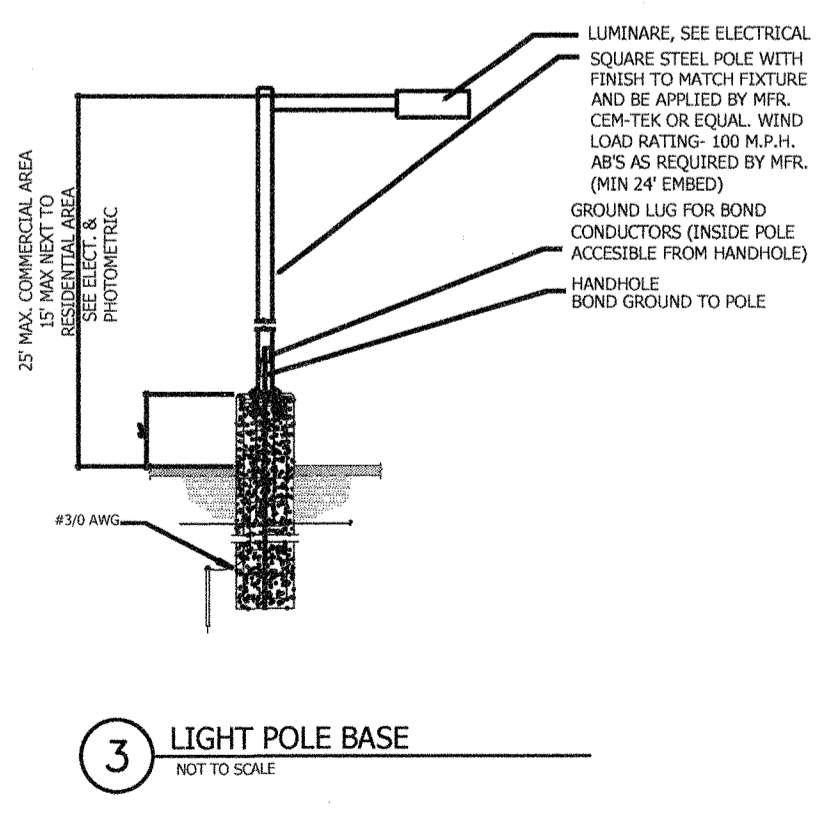 LUMINARE, SEE ELECTRICAL
SQUARE STEEL POLE WITH
FINISH TO MATCH FIXTURE
AND BE APPLIED BY MFR.
CEM-TEK OR EQUAL. WIND
LOAD RATING- 100 M.P.H.
AB'S AS REQUIRED BY MFR.
(MIN 24' EMBED)
GROUND LUG FOR BOND
CONDUCTORS (INSIDE POLE
ACCESIBLE FROM HANDHOLE)
HANDHOLE
BOND GROUND TO POLE
25' MAX. COMMERCIAL AREA
15' MAX NEXT TO
RESIDENTIAL AREA
SEE ELECT. &
PHOTOMETRIC
#3/0 AWG
3
LIGHT POLE BASE
NOT TO SCALE